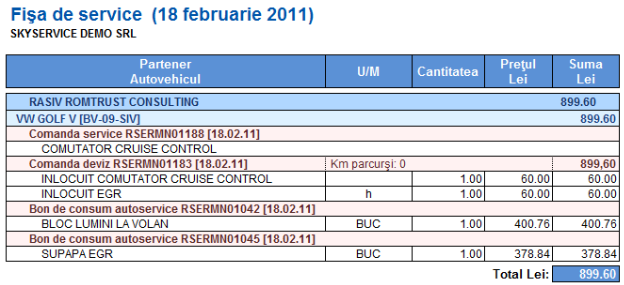 Fişa de service (18 februarie 2011)
SKYSERVICE DEMO SRL
Partener Autovehicul U/M Cantitatea Preţul Lei Suma Lei
RASIV ROMTRUST CONSULTING 899.60
VW GOLF V [BV-09-SIV] 899.60
Comanda service RSERMN01188 [18.02.11]
COMUTATOR CRUISE CONTROL
Comanda deviz RSERMN01183 [18.02.11] Km parcurşi: 0 899,60
INLOCUIT COMUTATOR CRUISE CONTROL 1.00 60.00 60.00
INLOCUIT EGR h 1.00 60.00 60.00
Bon de consum autoservice RSERMN01042 [18.02.11]
BLOC LUMINI LA VOLAN BUC 1.00 400.76 400.76
Bon de consum autoservice RSERMN01045 [18.02.11]
SUPAPA EGR BUC 1.00 378.84 378.84
Total Lei: 899.60